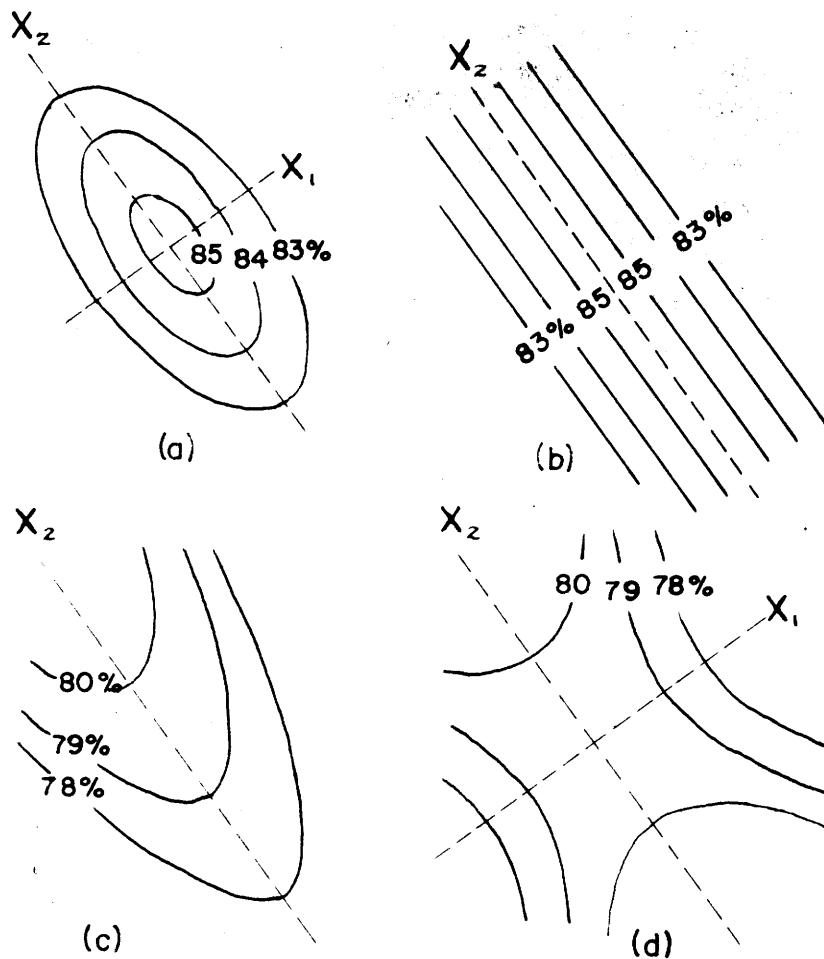 X₂
X₁
85 84 83%
(a)
X₂
83%
85
85
83%
(b)
X₂
80%
79%
78%
(c)
X₂
80 79 78%
X₁
(d)